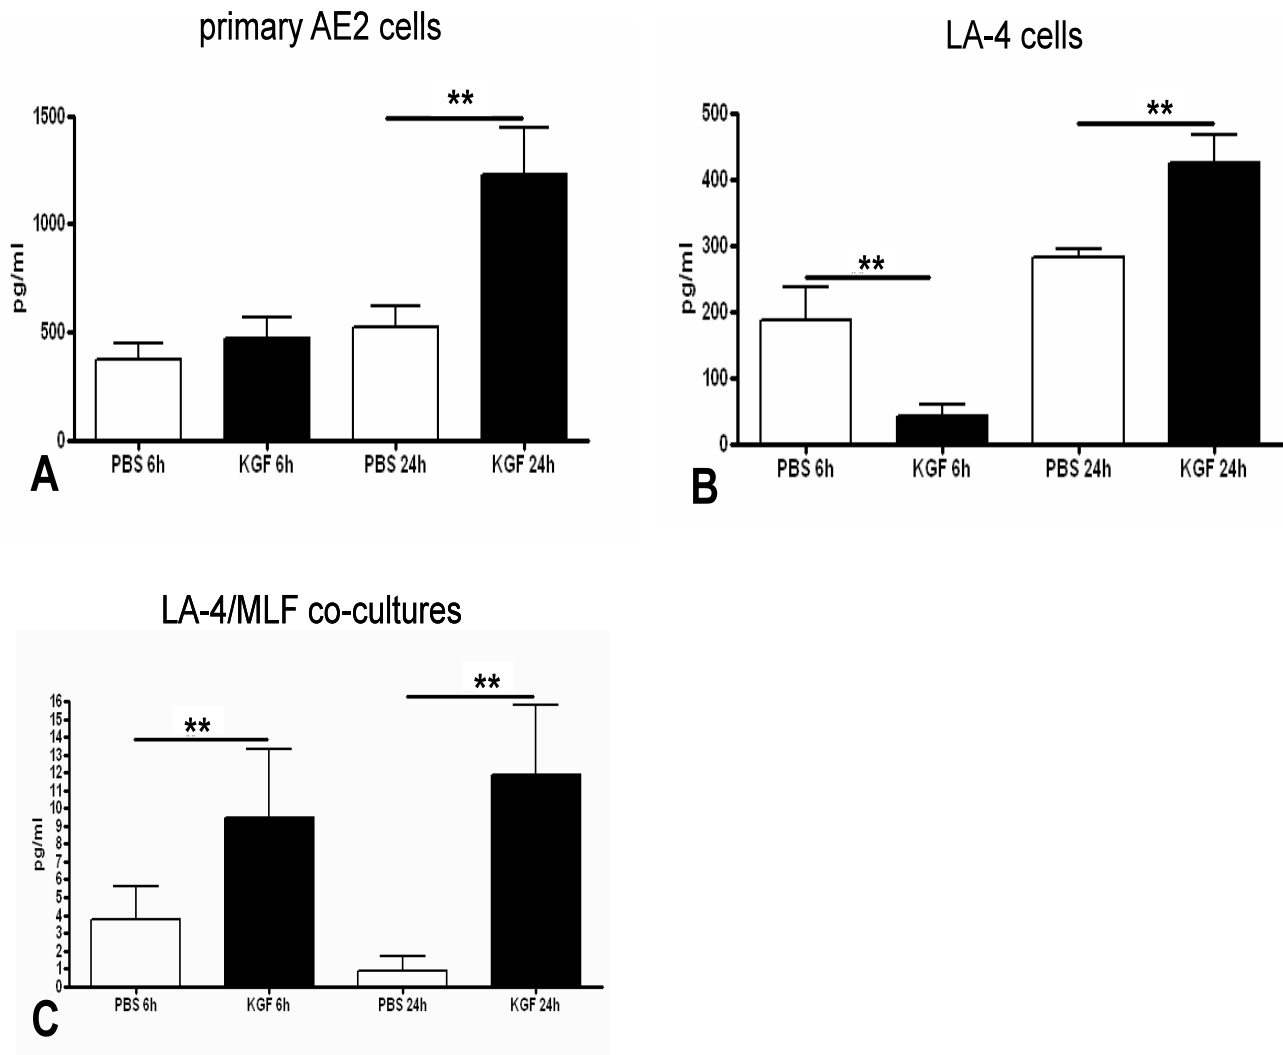 primary AE2 cells
**
1500
1000
500
0
pg/ml
PBS 6h KGF 6h PBS 24h KGF 24h
A
LA-4 cells
**
**
500
400
300
200
100
0
pg/ml
PBS 6h KGF 6h PBS 24h KGF 24h
B
LA-4/MLF co-cultures
**
**
16
15
14
13
12
11
10
9
8
7
6
5
4
3
2
1
0
pg/ml
PBS 6h KGF 6h PBS 24h KGF 24h
C